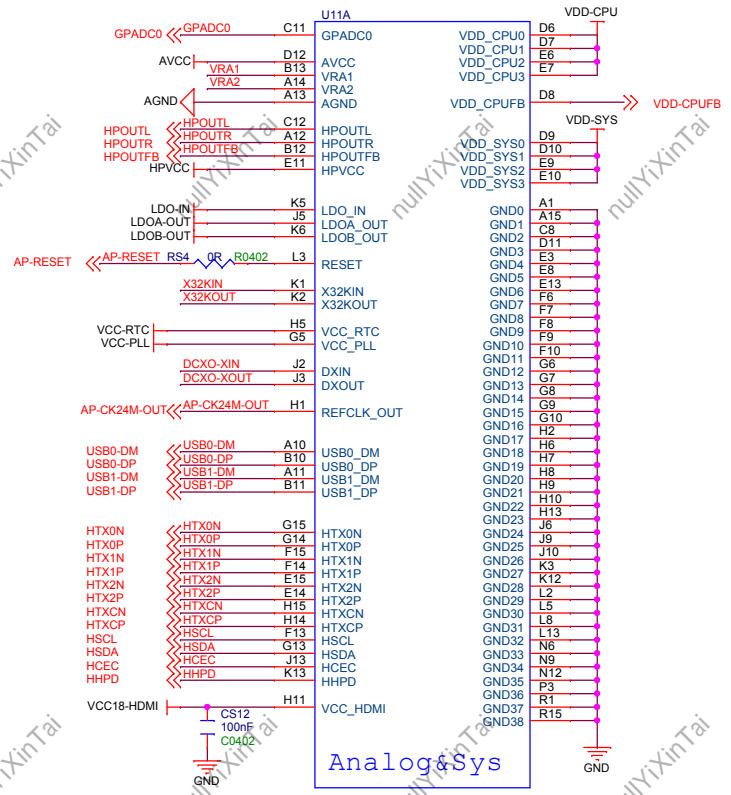 U11A
GPADC0 C11 GPADC0
AVCC D12 AVCC
VRA1 B13 VRA1
VRA2 A14 VRA2
AGND A13 AGND
HPOUTL HPOUTL C12 HPOUTL
HPOUTR HPOUTR A12 HPOUTR
HPOUTFB HPOUTFB B12 HPOUTFB
HPVCC E11 HPVCC
LDO-IN K5 LDO_IN
LDOA-OUT J5 LDOA_OUT
LDOB-OUT K6 LDOB_OUT
AP-RESET AP-RESET RS4 0R R0402 L3 RESET
X32KIN K1 X32KIN
X32KOUT K2 X32KOUT
VCC-RTC H5 VCC_RTC
VCC-PLL G5 VCC_PLL
DCXO-XIN J2 DXIN
DCXO-XOUT J3 DXOUT
AP-CK24M-OUT AP-CK24M-OUT H1 REFCLK_OUT
USB0-DM USB0-DM A10 USB0_DM
USB0-DP USB0-DP B10 USB0_DP
USB1-DM USB1-DM A11 USB1_DM
USB1-DP USB1-DP B11 USB1_DP
HTX0N HTX0N G15 HTX0N
HTX0P HTX0P G14 HTX0P
HTX1N HTX1N F15 HTX1N
HTX1P HTX1P F14 HTX1P
HTX2N HTX2N E15 HTX2N
HTX2P HTX2P E14 HTX2P
HTXCN HTXCN H15 HTXCN
HTXCP HTXCP H14 HTXCP
HSCL HSCL F13 HSCL
HSDA HSDA G13 HSDA
HCEC HCEC J13 HCEC
HHPD HHPD K13 HHPD
VCC18-HDMI H11 VCC_HDMI
CS12
100nF
C0402
GND
VDD-CPU
VDD_CPU0 D6
VDD_CPU1 D7
VDD_CPU2 E6
VDD_CPU3 E7
VDD_CPUFB D8 VDD-CPUFB
VDD-SYS
VDD_SYS0 D9
VDD_SYS1 D10
VDD_SYS2 E9
VDD_SYS3 E10
GND0 A1
GND1 A15
GND2 C8
GND3 D11
GND4 E3
GND5 E8
GND6 E13
GND7 F6
GND8 F7
GND9 F8
GND10 F9
GND11 F10
GND12 G6
GND13 G7
GND14 G8
GND15 G9
GND16 G10
GND17 H2
GND18 H6
GND19 H7
GND20 H8
GND21 H9
GND22 H10
GND23 H13
GND24 J6
GND25 J9
GND26 J10
GND27 K3
GND28 K12
GND29 L2
GND30 L5
GND31 L8
GND32 L13
GND33 N6
GND34 N9
GND35 N12
GND36 P3
GND37 R1
GND38 R15
GND
Analog&Sys
nullYiXinTai
nullYiXinTai
nullYiXinTai
nullYiXinTai
nullYiXinTai